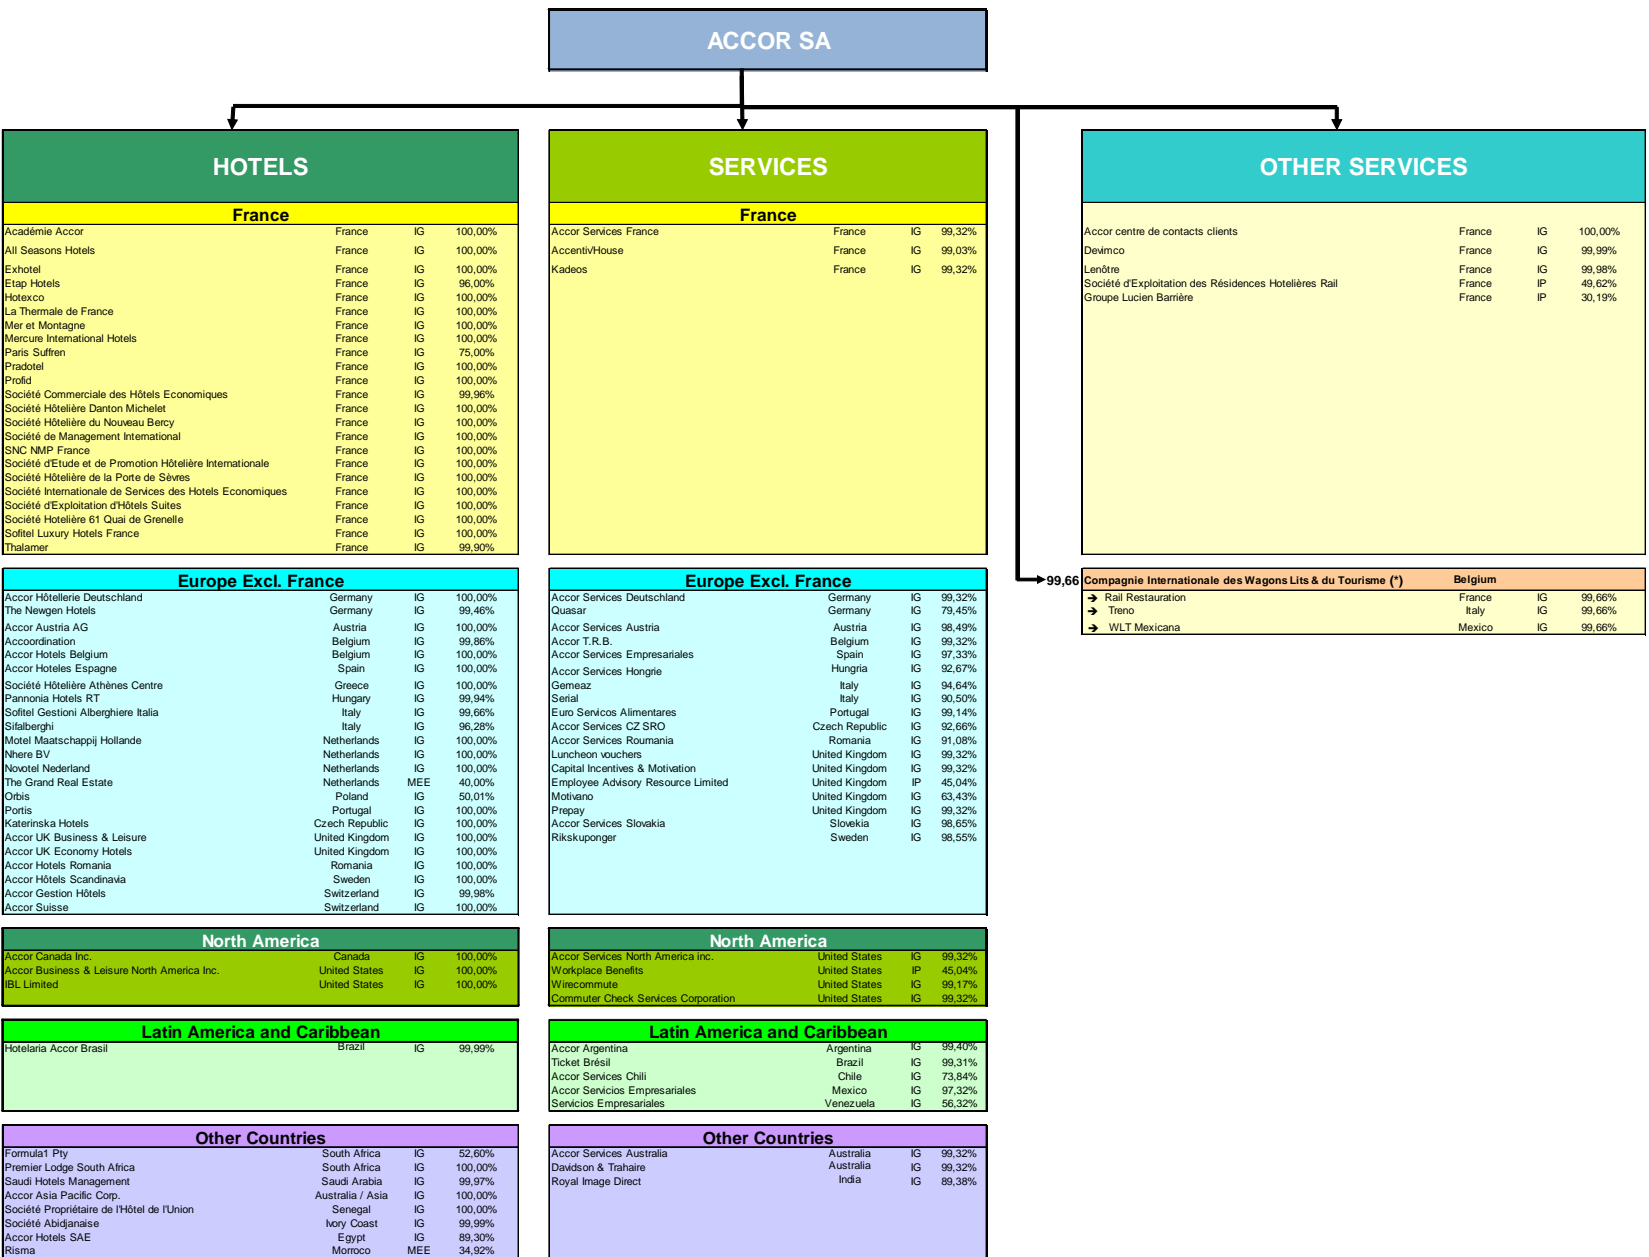 ACCOR SA
HOTELS
France
Académie Accor France IG 100,00%
All Seasons Hotels France IG 100,00%
Exhotel France IG 100,00%
Etap Hotels France IG 96,00%
Hotexco France IG 100,00%
La Thermale de France France IG 100,00%
Mer et Montagne France IG 100,00%
Mercure International Hotels France IG 100,00%
Paris Suffren France IG 75,00%
Pradotel France IG 100,00%
Profid France IG 100,00%
Société Commerciale des Hôtels Economiques France IG 99,96%
Société Hôtelière Danton Michelet France IG 100,00%
Société Hôtelière du Nouveau Bercy France IG 100,00%
Société de Management International France IG 100,00%
SNC NMP France France IG 100,00%
Société d'Etude et de Promotion Hôtelière Internationale France IG 100,00%
Société Hôtelière de la Porte de Sèvres France IG 100,00%
Société Internationale de Services des Hotels Economiques France IG 100,00%
Société d'Exploitation d'Hôtels Suites France IG 100,00%
Société Hotelière 61 Quai de Grenelle France IG 100,00%
Sofitel Luxury Hotels France France IG 100,00%
Thalamer France IG 99,90%
Europe Excl. France
Accor Hôtellerie Deutschland Germany IG 100,00%
The Newgen Hotels Germany IG 99,46%
Accor Austria AG Austria IG 100,00%
Accoordination Belgium IG 99,86%
Accor Hotels Belgium Belgium IG 100,00%
Accor Hoteles Espagne Spain IG 100,00%
Société Hôtelière Athènes Centre Greece IG 100,00%
Pannonia Hotels RT Hungary IG 99,94%
Sofitel Gestioni Alberghiere Italia Italy IG 99,66%
Sifalberghi Italy IG 96,28%
Motel Maatschappij Hollande Netherlands IG 100,00%
Nhere BV Netherlands IG 100,00%
Novotel Nederland Netherlands IG 100,00%
The Grand Real Estate Netherlands MEE 40,00%
Orbis Poland IG 50,01%
Portis Portugal IG 100,00%
Katerinska Hotels Czech Republic IG 100,00%
Accor UK Business & Leisure United Kingdom IG 100,00%
Accor UK Economy Hotels United Kingdom IG 100,00%
Accor Hotels Romania Romania IG 100,00%
Accor Hôtels Scandinavia Sweden IG 100,00%
Accor Gestion Hôtels Switzerland IG 99,98%
Accor Suisse Switzerland IG 100,00%
North America
Accor Canada Inc. Canada IG 100,00%
Accor Business & Leisure North America Inc. United States IG 100,00%
IBL Limited United States IG 100,00%
Latin America and Caribbean
Hotelaria Accor Brasil Brazil IG 99,99%
Other Countries
Formula1 Pty South Africa IG 52,60%
Premier Lodge South Africa South Africa IG 100,00%
Saudi Hotels Management Saudi Arabia IG 99,97%
Accor Asia Pacific Corp. Australia / Asia IG 100,00%
Société Propriétaire de l'Hôtel de l'Union Senegal IG 100,00%
Société Abidjanaise Ivory Coast IG 99,99%
Accor Hotels SAE Egypt IG 89,30%
Risma Morroco MEE 34,92%
SERVICES
France
Accor Services France France IG 99,32%
Accentiv'House France IG 99,03%
Kadeos France IG 99,32%
Europe Excl. France
Accor Services Deutschland Germany IG 99,32%
Quasar Germany IG 79,45%
Accor Services Austria Austria IG 98,49%
Accor T.R.B. Belgium IG 99,32%
Accor Services Empresariales Spain IG 97,33%
Accor Services Hongrie Hungria IG 92,67%
Gemeaz Italy IG 94,64%
Serial Italy IG 90,50%
Euro Servicos Alimentares Portugal IG 99,14%
Accor Services CZ SRO Czech Republic IG 92,66%
Accor Services Roumania Romania IG 91,08%
Luncheon vouchers United Kingdom IG 99,32%
Capital Incentives & Motivation United Kingdom IG 99,32%
Employee Advisory Resource Limited United Kingdom IP 45,04%
Motivano United Kingdom IG 63,43%
Prepay United Kingdom IG 99,32%
Accor Services Slovakia Slovekia IG 98,65%
Rikskuponger Sweden IG 98,55%
North America
Accor Services North America inc. United States IG 99,32%
Workplace Benefits United States IP 45,04%
Wirecommute United States IG 99,17%
Commuter Check Services Corporation United States IG 99,32%
Latin America and Caribbean
Accor Argentina Argentina IG 99,40%
Ticket Brésil Brazil IG 99,31%
Accor Services Chili Chile IG 73,84%
Accor Servicios Empresariales Mexico IG 97,32%
Servicios Empresariales Venezuela IG 56,32%
Other Countries
Accor Services Australia Australia IG 99,32%
Davidson & Trahaire Australia IG 99,32%
Royal Image Direct India IG 89,38%
OTHER SERVICES
Accor centre de contacts clients France IG 100,00%
Devimco France IG 99,99%
Lenôtre France IG 99,98%
Société d'Exploitation des Résidences Hotelières Rail France IP 49,62%
Groupe Lucien Barrière France IP 30,19%
99,66 Compagnie Internationale des Wagons Lits & du Tourisme (*) Belgium
➔ Rail Restauration France IG 99,66%
➔ Treno Italy IG 99,66%
➔ WLT Mexicana Mexico IG 99,66%